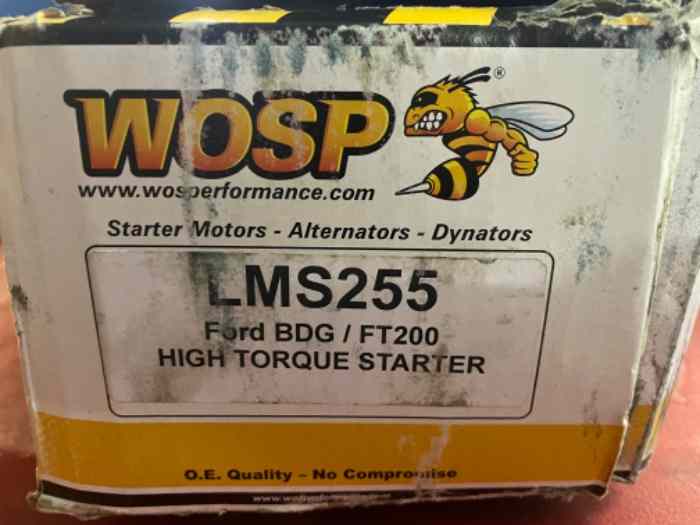 WOSP
®
www.wosperformance.com
Starter Motors - Alternators - Dynators
LMS255
Ford BDG / FT200
HIGH TORQUE STARTER
O.E. Quality – No Compromise